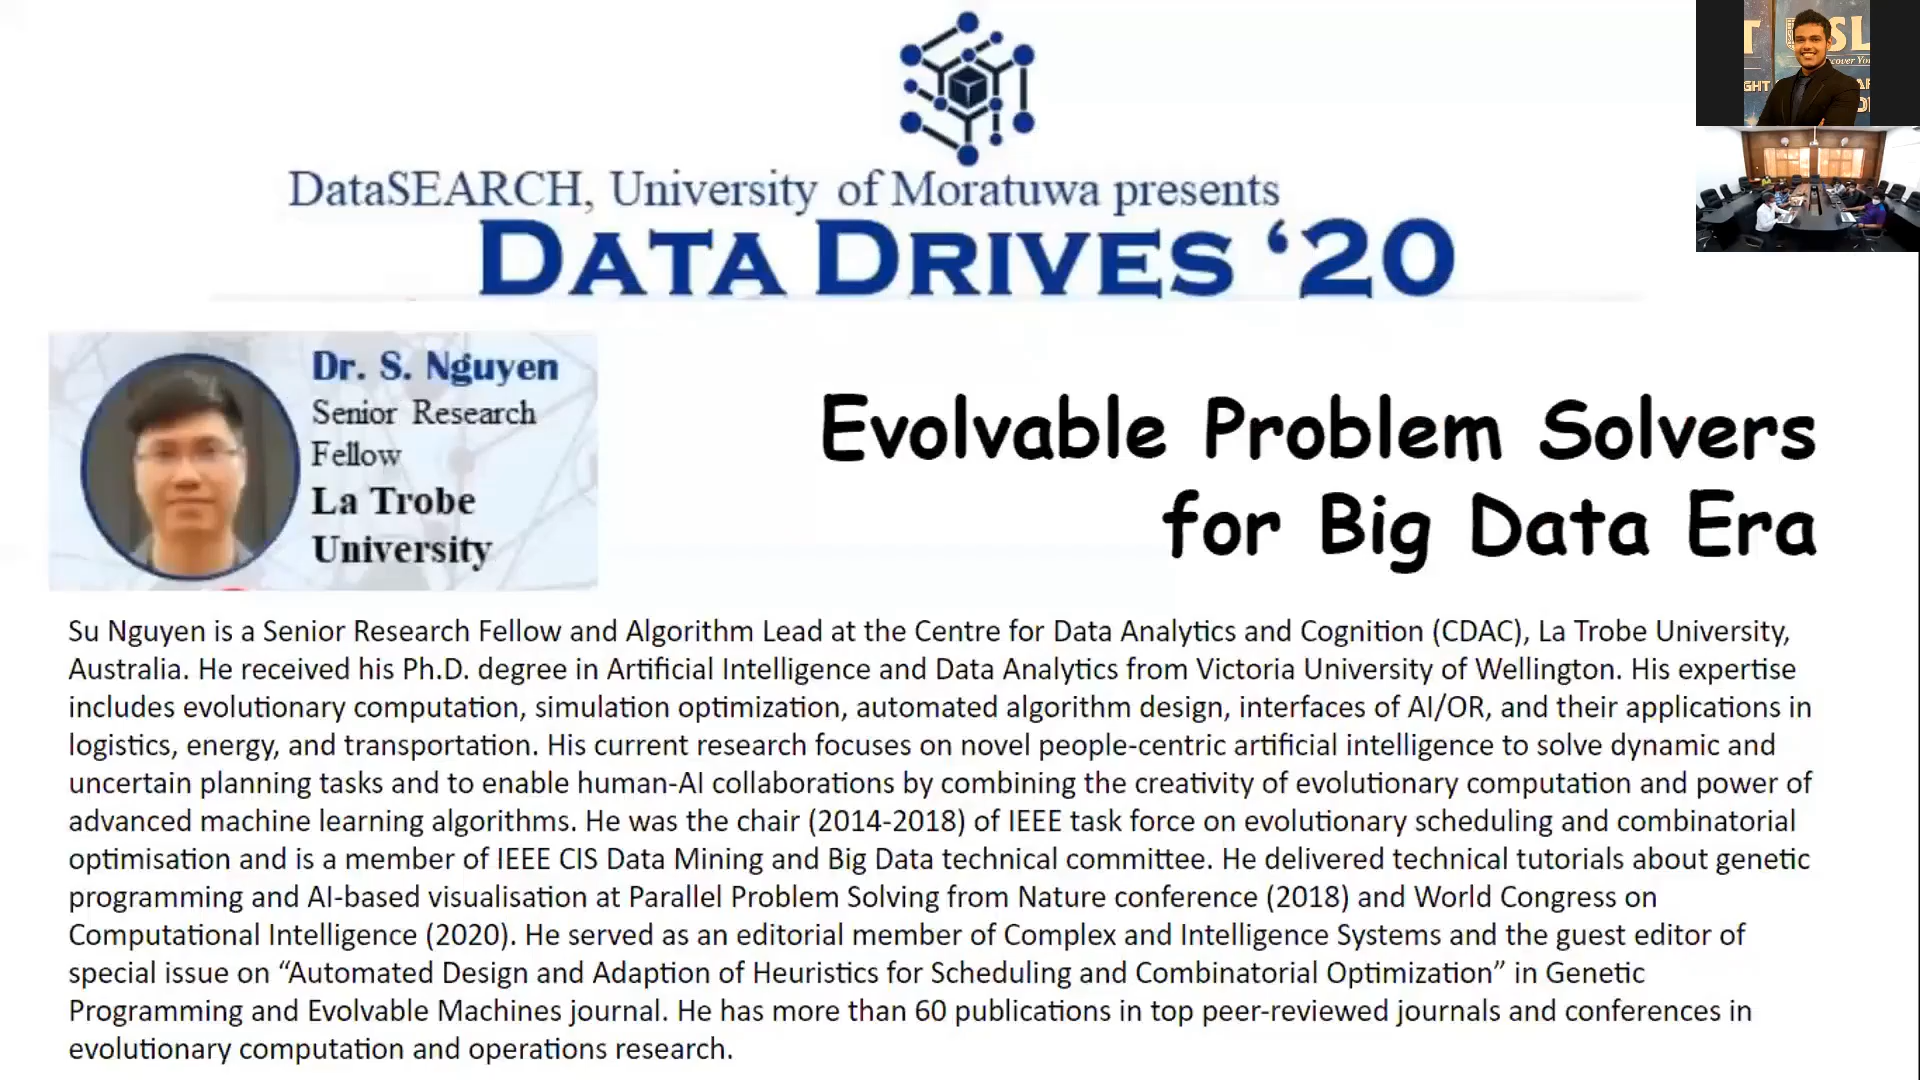 DataSEARCH, University of Moratuwa presents
DATA DRIVES ‘20
Dr. S. Nguyen
Senior Research
Fellow
La Trobe
University
Evolvable Problem Solvers
for Big Data Era
Su Nguyen is a Senior Research Fellow and Algorithm Lead at the Centre for Data Analytics and Cognition (CDAC), La Trobe University,
Australia. He received his Ph.D. degree in Artificial Intelligence and Data Analytics from Victoria University of Wellington. His expertise
includes evolutionary computation, simulation optimization, automated algorithm design, interfaces of AI/OR, and their applications in
logistics, energy, and transportation. His current research focuses on novel people-centric artificial intelligence to solve dynamic and
uncertain planning tasks and to enable human-AI collaborations by combining the creativity of evolutionary computation and power of
advanced machine learning algorithms. He was the chair (2014-2018) of IEEE task force on evolutionary scheduling and combinatorial
optimisation and is a member of IEEE CIS Data Mining and Big Data technical committee. He delivered technical tutorials about genetic
programming and AI-based visualisation at Parallel Problem Solving from Nature conference (2018) and World Congress on
Computational Intelligence (2020). He served as an editorial member of Complex and Intelligence Systems and the guest editor of
special issue on “Automated Design and Adaption of Heuristics for Scheduling and Combinatorial Optimization” in Genetic
Programming and Evolvable Machines journal. He has more than 60 publications in top peer-reviewed journals and conferences in
evolutionary computation and operations research.